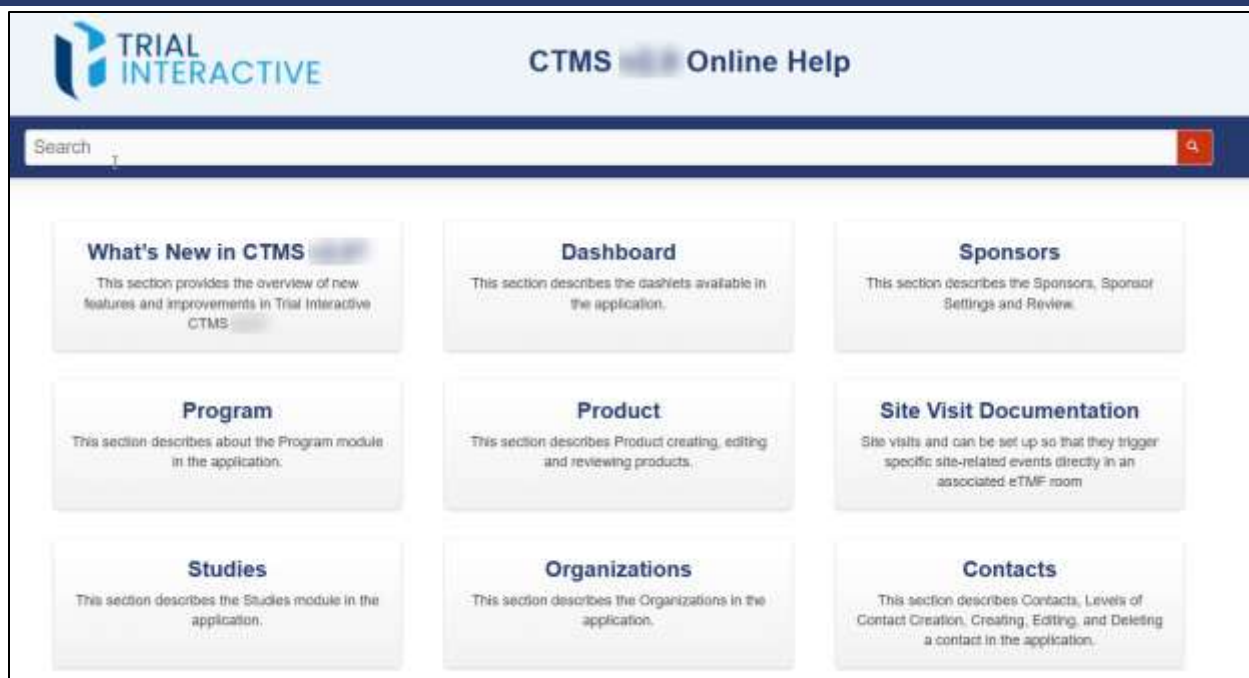 TRIAL
INTERACTIVE
CTMS Online Help
Search
What's New in CTMS
This section provides the overview of new
features and improvements in Trial Interactive
CTMS
Dashboard
This section describes the dashlets available in
the application.
Sponsors
This section describes the Sponsors, Sponsor
Settings and Review.
Program
This section describes about the Program module
in the application.
Product
This section describes Product creating, editing
and reviewing products.
Site Visit Documentation
Site visits and can be set up so that they trigger
specific site-related events directly in an
associated eTMF room
Studies
This section describes the Studies module in the
application.
Organizations
This section describes the Organizations in the
application.
Contacts
This section describes Contacts, Levels of
Contact Creation, Creating, Editing, and Deleting
a contact in the application.